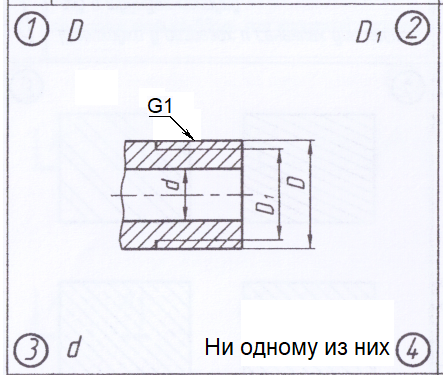 1 D
D₁ 2
G1
d
D₁
D
3 d
Ни одному из них 4